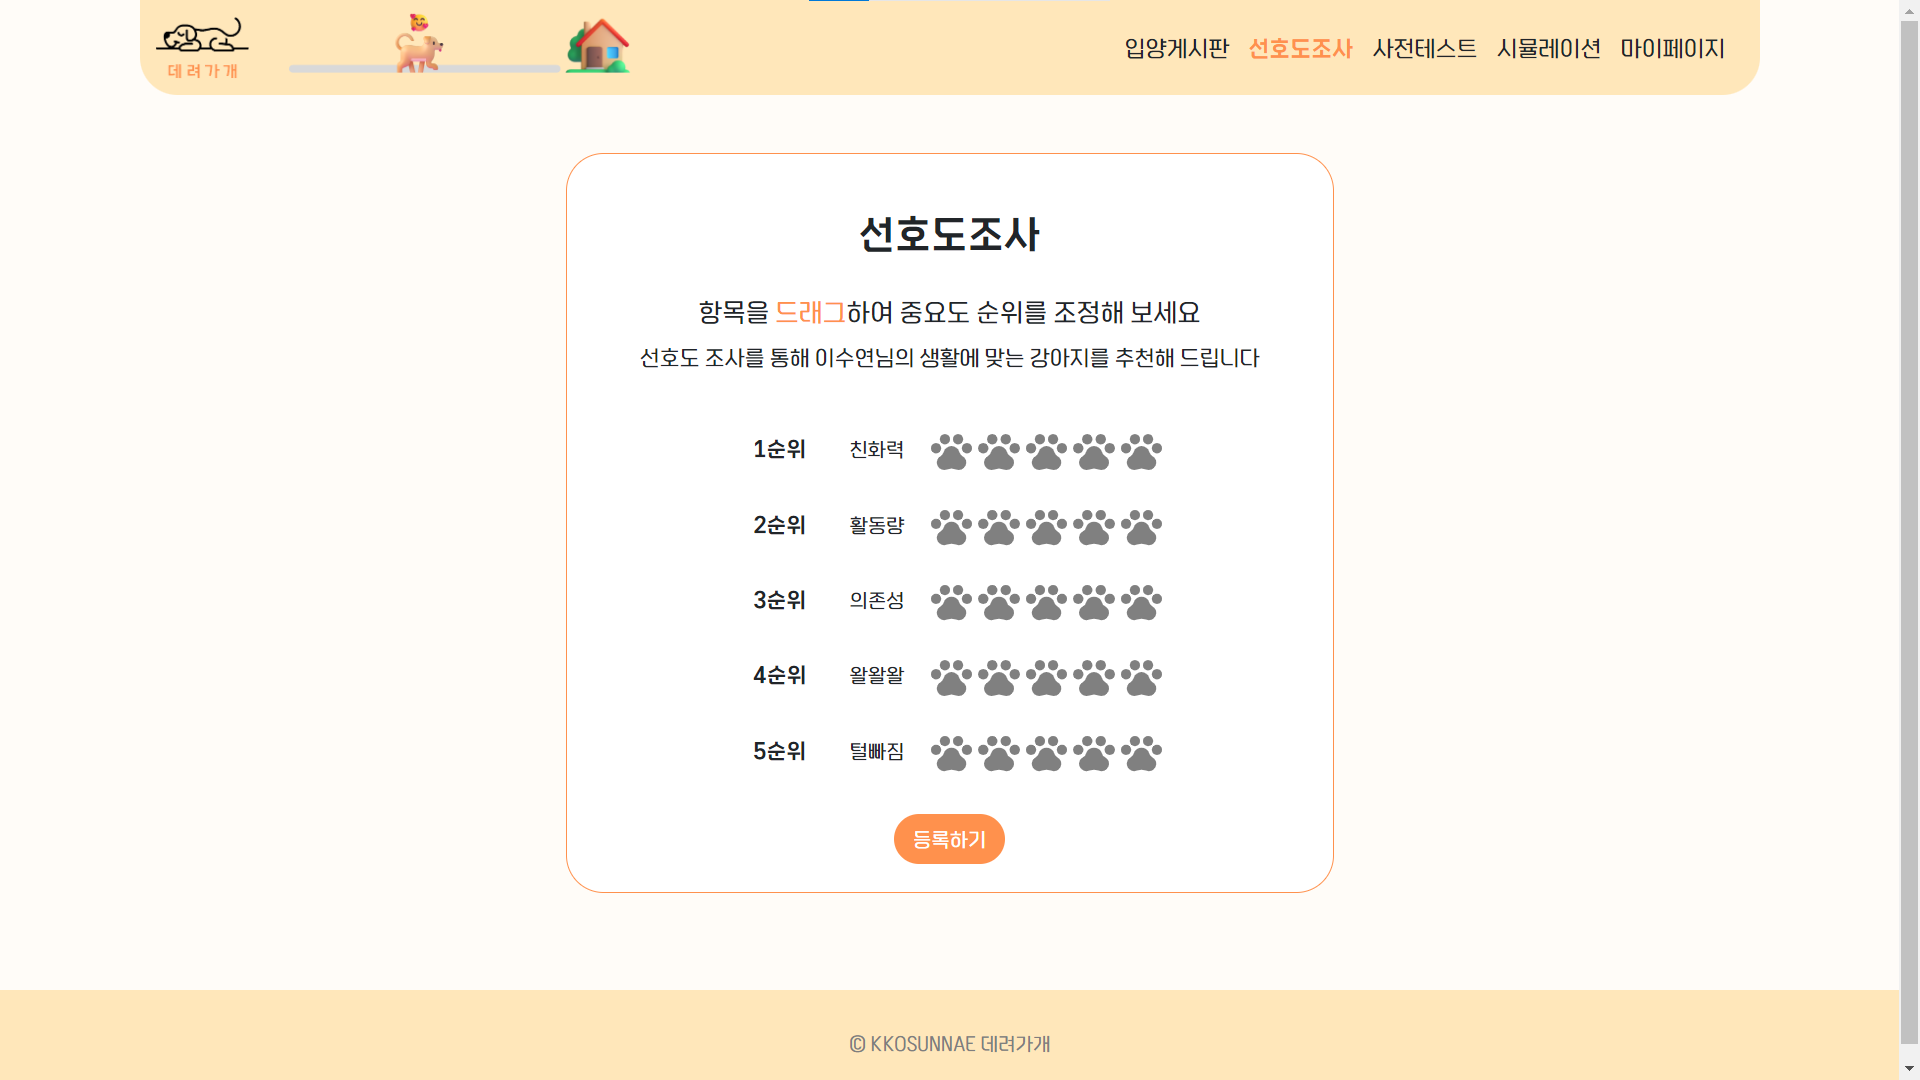 데려가개
입양게시판 선호도조사 사전테스트 시뮬레이션 마이페이지
선호도조사
항목을 드래그하여 중요도 순위를 조정해 보세요
선호도 조사를 통해 이수연님의 생활에 맞는 강아지를 추천해 드립니다
1순위 친화력
2순위 활동량
3순위 의존성
4순위 왈왈왈
5순위 털빠짐
등록하기
© KKOSUNNAE 데려가개